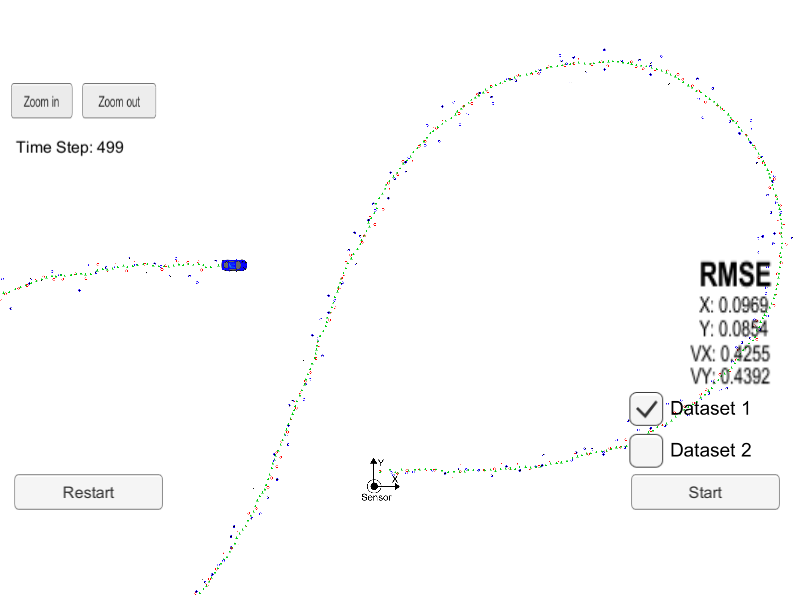 Zoom in
Zoom out
Time Step: 499
RMSE
X: 0.0969
Y: 0.0854
VX: 0.4255
VY: 0.4392
Dataset 1
Dataset 2
Y
X
Sensor
Restart
Start